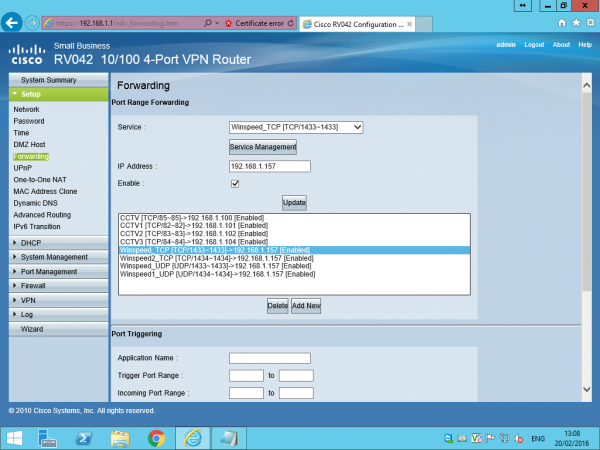 https://192.168.1.1/adv_forwarding.htm
Certificate error
Cisco RV042 Configuration ...
Small Business
CISCO RV042 10/100 4-Port VPN Router
admin Logout About Help
System Summary
Setup
Network
Password
Time
DMZ Host
Forwarding
UPnP
One-to-One NAT
MAC Address Clone
Dynamic DNS
Advanced Routing
IPv6 Transition
DHCP
System Management
Port Management
Firewall
VPN
Log
Wizard
Forwarding
Port Range Forwarding
Service :
Winspeed_TCP [TCP/1433~1433]
Service Management
IP Address :
192.168.1.157
Enable :
Update
CCTV [TCP/85~85]->192.168.1.100 [Enabled]
CCTV1 [TCP/82~82]->192.168.1.101 [Enabled]
CCTV2 [TCP/83~83]->192.168.1.102 [Enabled]
CCTV3 [TCP/84~84]->192.168.1.104 [Enabled]
Winspeed_TCP [TCP/1433~1433]->192.168.1.157 [Enabled]
Winspeed2_TCP [TCP/1434~1434]->192.168.1.157 [Enabled]
Winspeed_UDP [UDP/1433~1433]->192.168.1.157 [Enabled]
Winspeed1_UDP [UDP/1434~1434]->192.168.1.157 [Enabled]
Delete Add New
Port Triggering
Application Name :
Trigger Port Range :
to
Incoming Port Range :
to
© 2010 Cisco Systems, Inc. All rights reserved.
ENG
13:08
20/02/2016